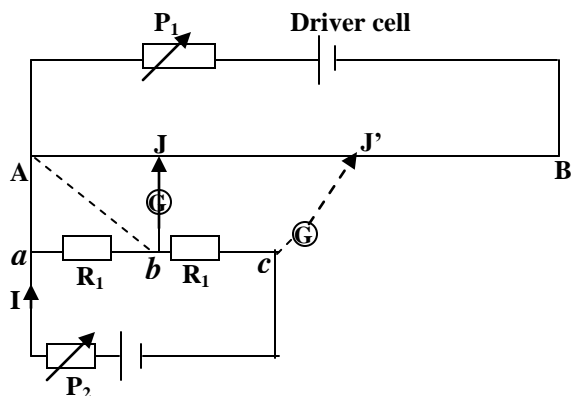 P₁ Driver cell
J J’
A B
G
G
a b c
R₁ R₁
I
P₂